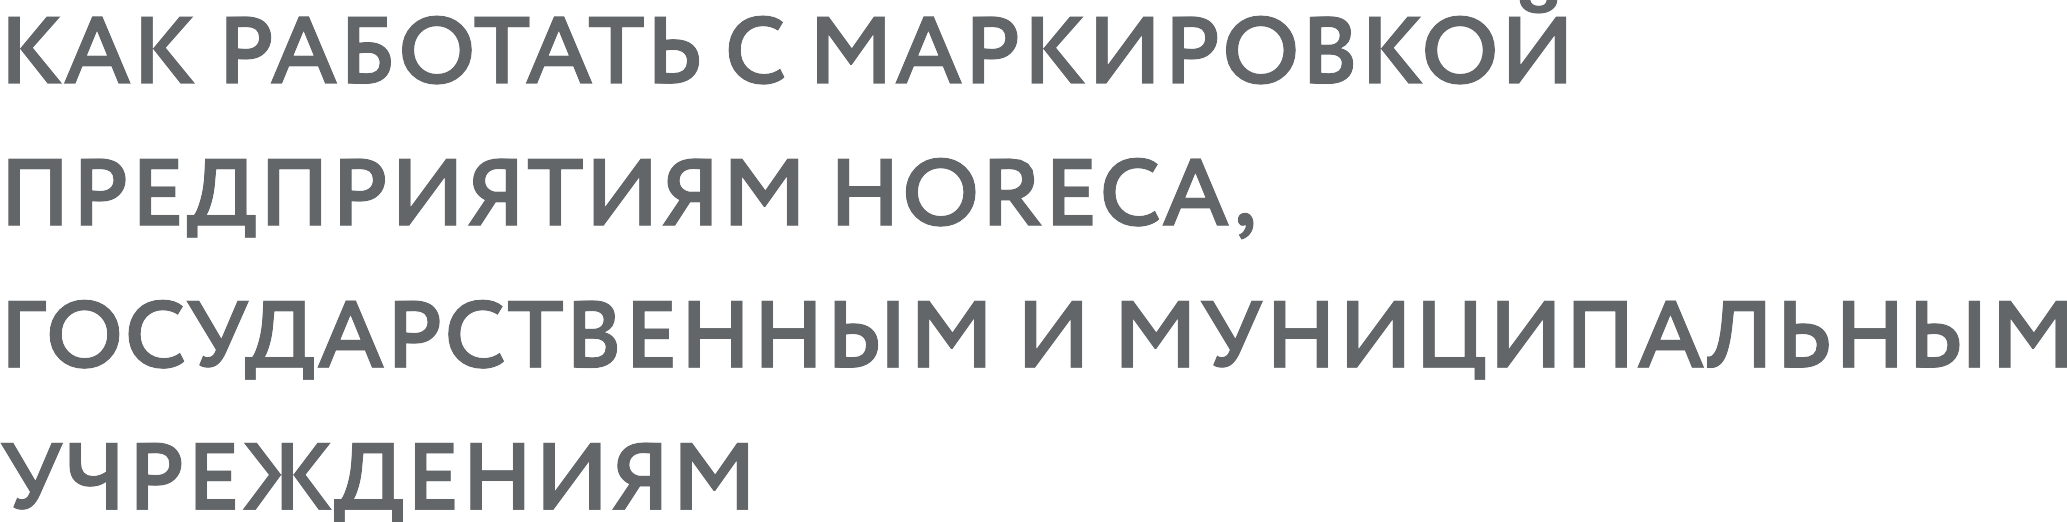 КАК РАБОТАТЬ С МАРКИРОВКОЙ
ПРЕДПРИЯТИЯМ HORECA,
ГОСУДАРСТВЕННЫМ И МУНИЦИПАЛЬНЫМ
УЧРЕЖДЕНИЯМ